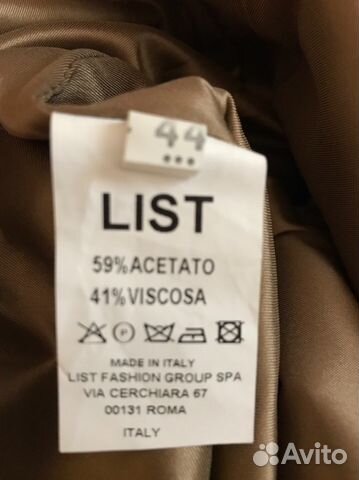 44
LIST
59%ACETATO
41%VISCOSA
P
MADE IN ITALY
LIST FASHION GROUP SPA
VIA CERCHIARA 67
00131 ROMA
ITALY
Avito